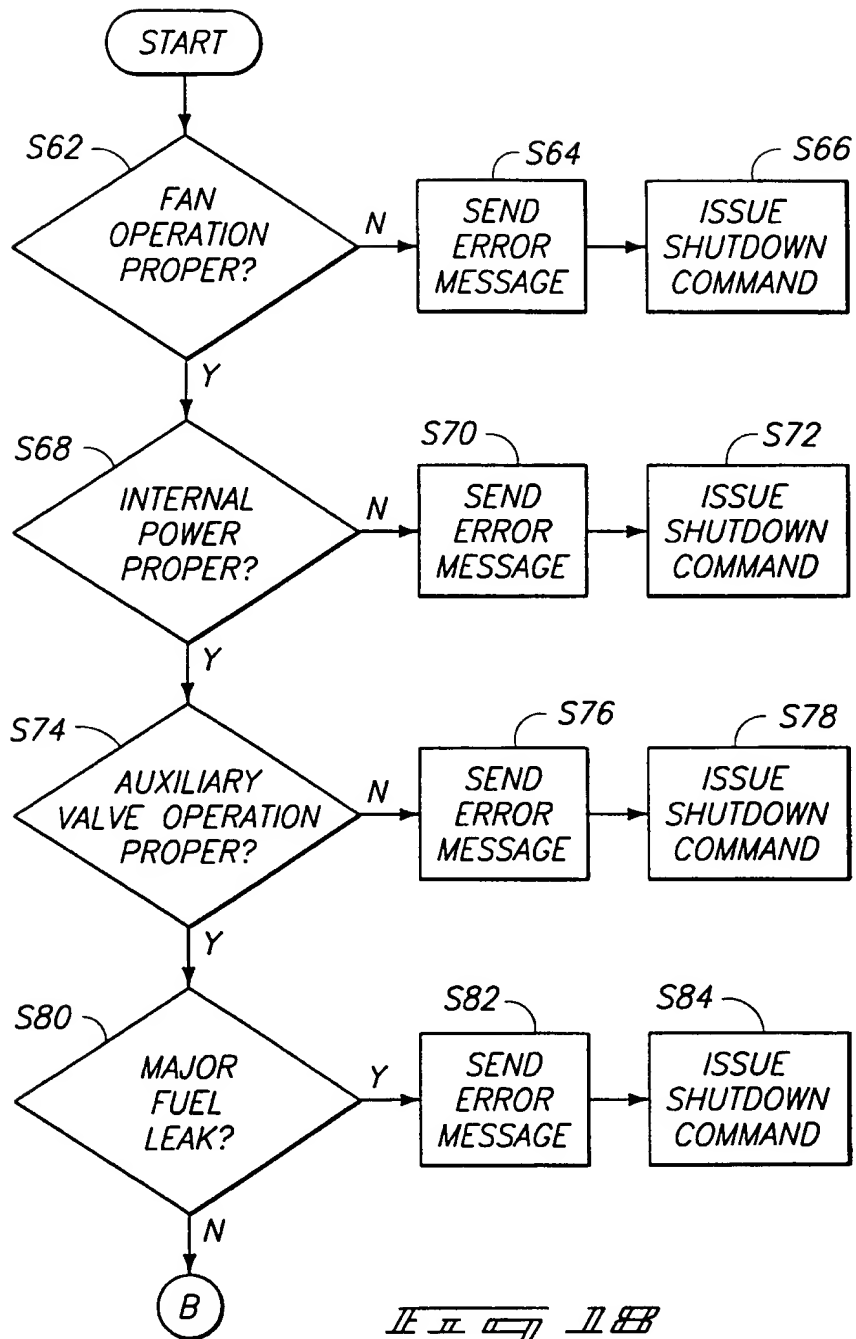 START
S62
FAN
OPERATION
PROPER?
N
S64
SEND
ERROR
MESSAGE
S66
ISSUE
SHUTDOWN
COMMAND
Y
S68
INTERNAL
POWER
PROPER?
N
S70
SEND
ERROR
MESSAGE
S72
ISSUE
SHUTDOWN
COMMAND
Y
S74
AUXILIARY
VALVE OPERATION
PROPER?
N
S76
SEND
ERROR
MESSAGE
S78
ISSUE
SHUTDOWN
COMMAND
Y
S80
MAJOR
FUEL
LEAK?
Y
S82
SEND
ERROR
MESSAGE
S84
ISSUE
SHUTDOWN
COMMAND
N
B
FIG 18